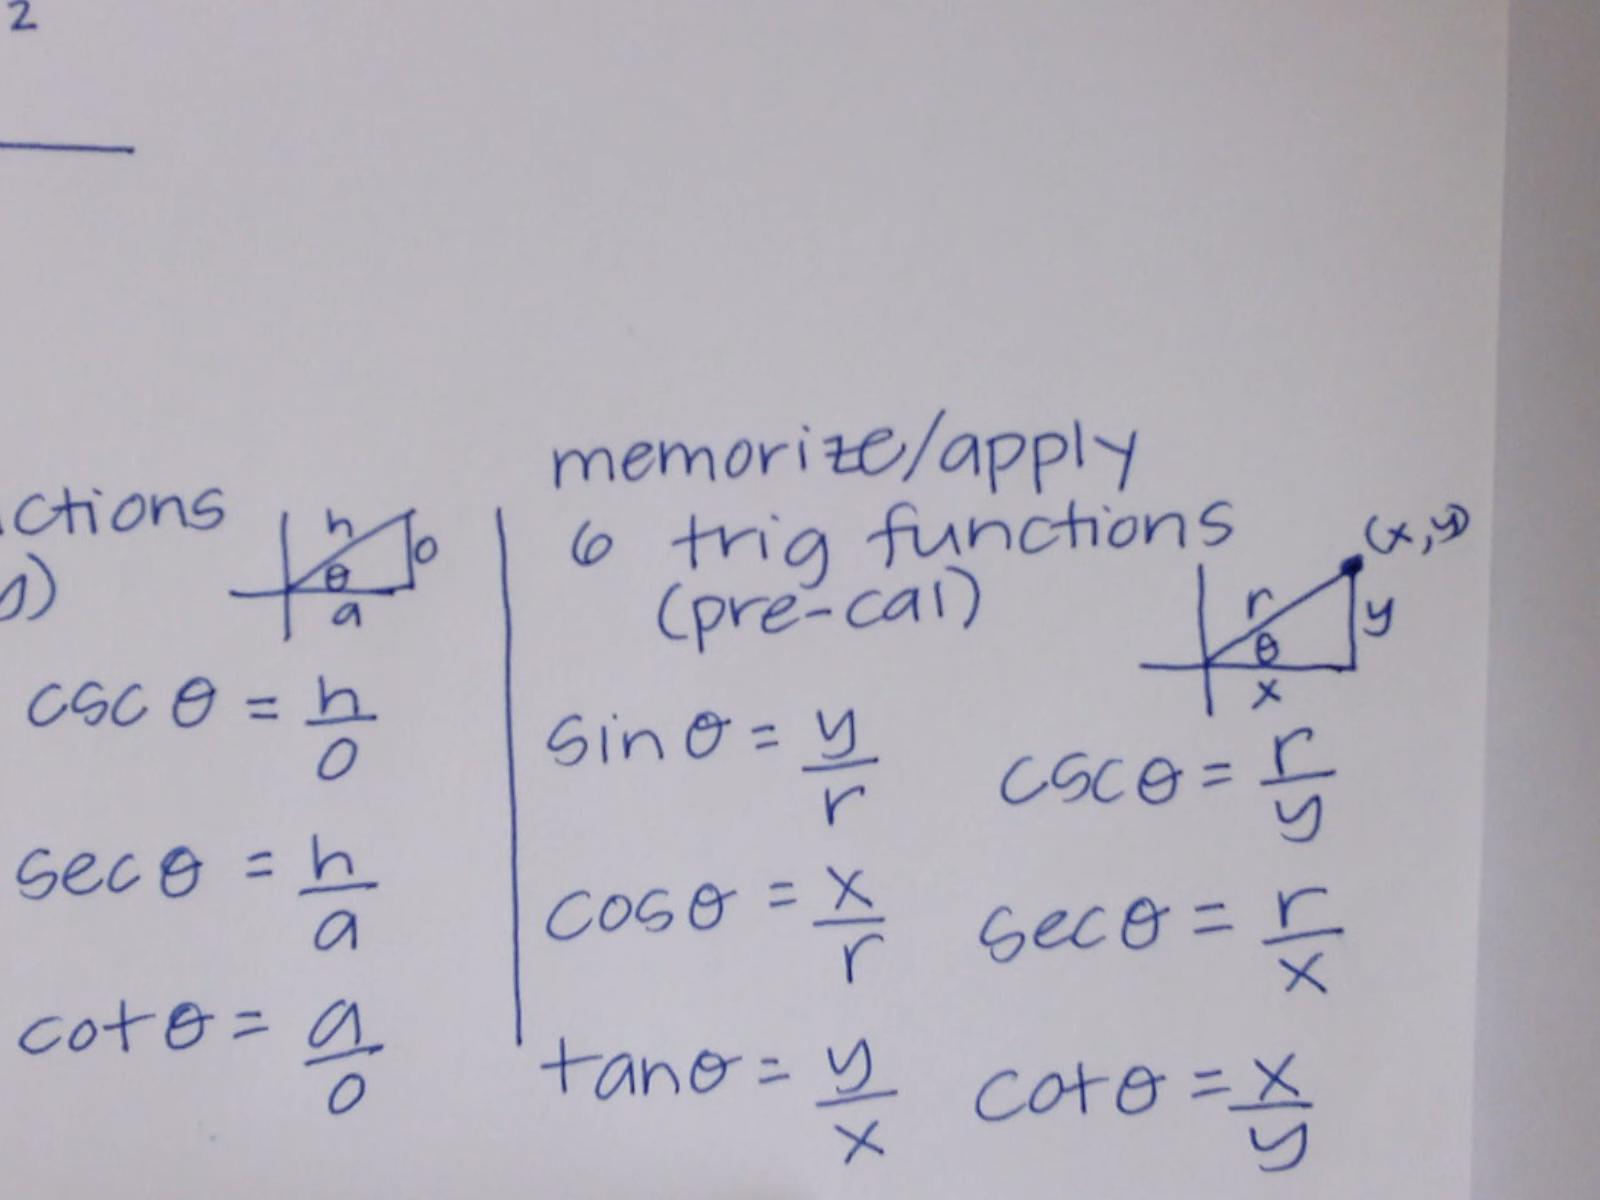 2
ctions
h
o
θ
a
csc θ = h/o
sec θ = h/a
cot θ = a/o
memorize/apply
6 trig functions
(pre-cal)
(x,y)
r
y
θ
x
sin θ = y/r
csc θ = r/y
cos θ = x/r
sec θ = r/x
tan θ = y/x
cot θ = x/y